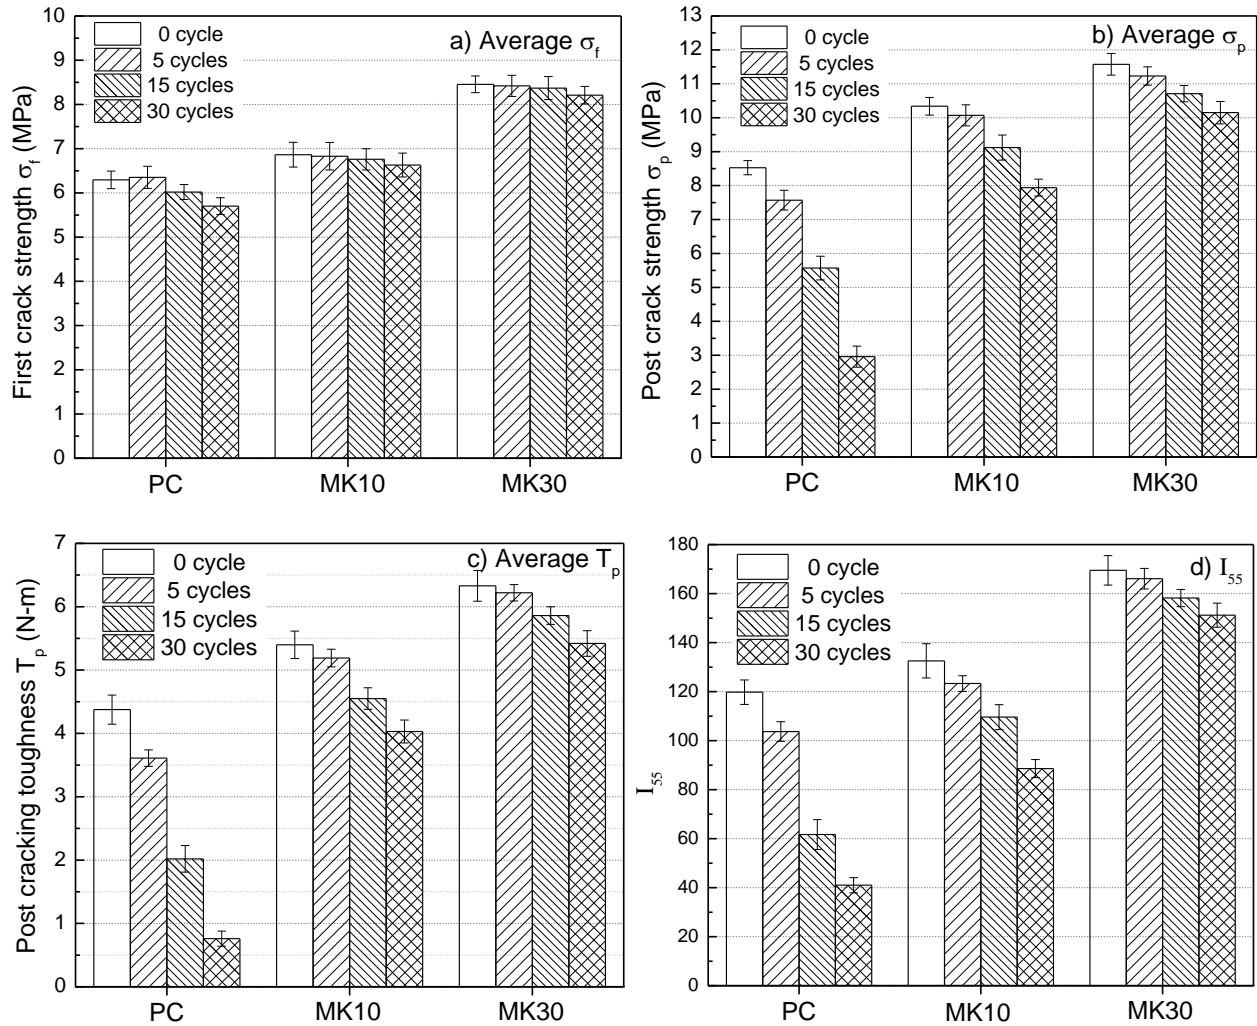 a) Average σf
0 cycle
5 cycles
15 cycles
30 cycles
First crack strength σf (MPa)
10
9
8
7
6
5
4
3
2
1
0
PC MK10 MK30
b) Average σp
0 cycle
5 cycles
15 cycles
30 cycles
Post crack strength σp (MPa)
13
12
11
10
9
8
7
6
5
4
3
2
1
0
PC MK10 MK30
c) Average Tp
0 cycle
5 cycles
15 cycles
30 cycles
Post cracking toughness Tp (N-m)
7
6
5
4
3
2
1
0
PC MK10 MK30
d) I55
0 cycle
5 cycles
15 cycles
30 cycles
I55
180
160
140
120
100
80
60
40
20
0
PC MK10 MK30